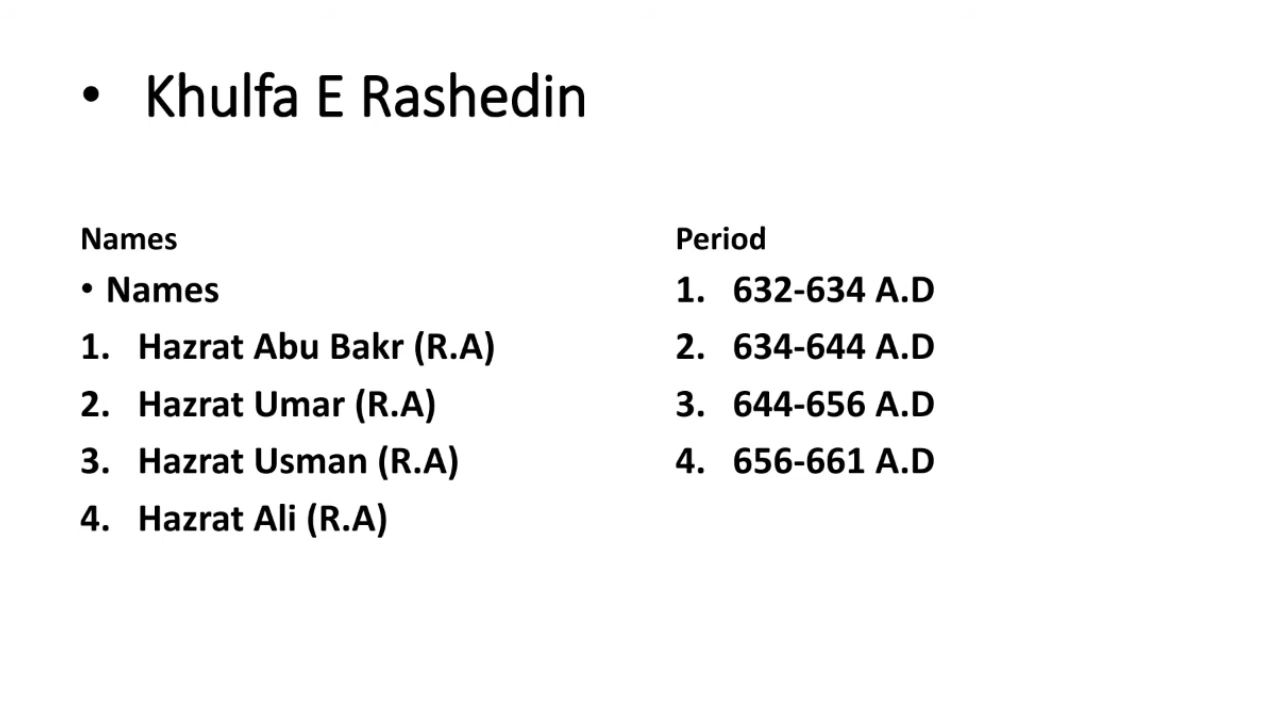 • Khulfa E Rashedin
Names
• Names
1. Hazrat Abu Bakr (R.A)
2. Hazrat Umar (R.A)
3. Hazrat Usman (R.A)
4. Hazrat Ali (R.A)
Period
1. 632-634 A.D
2. 634-644 A.D
3. 644-656 A.D
4. 656-661 A.D